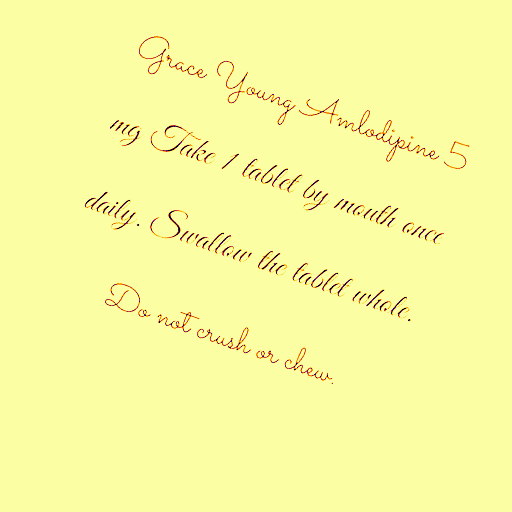 Grace Young Amlodipine 5
mg Take 1 tablet by mouth once
daily. Swallow the tablet whole.
Do not crush or chew.